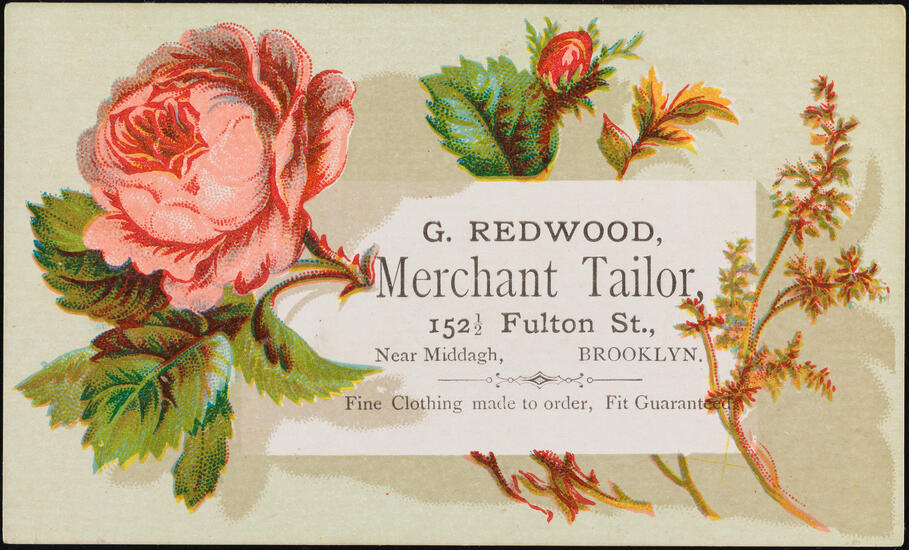 G. REDWOOD,
Merchant Tailor,
152½ Fulton St.,
Near Middagh, BROOKLYN.
Fine Clothing made to order, Fit Guaranteed.